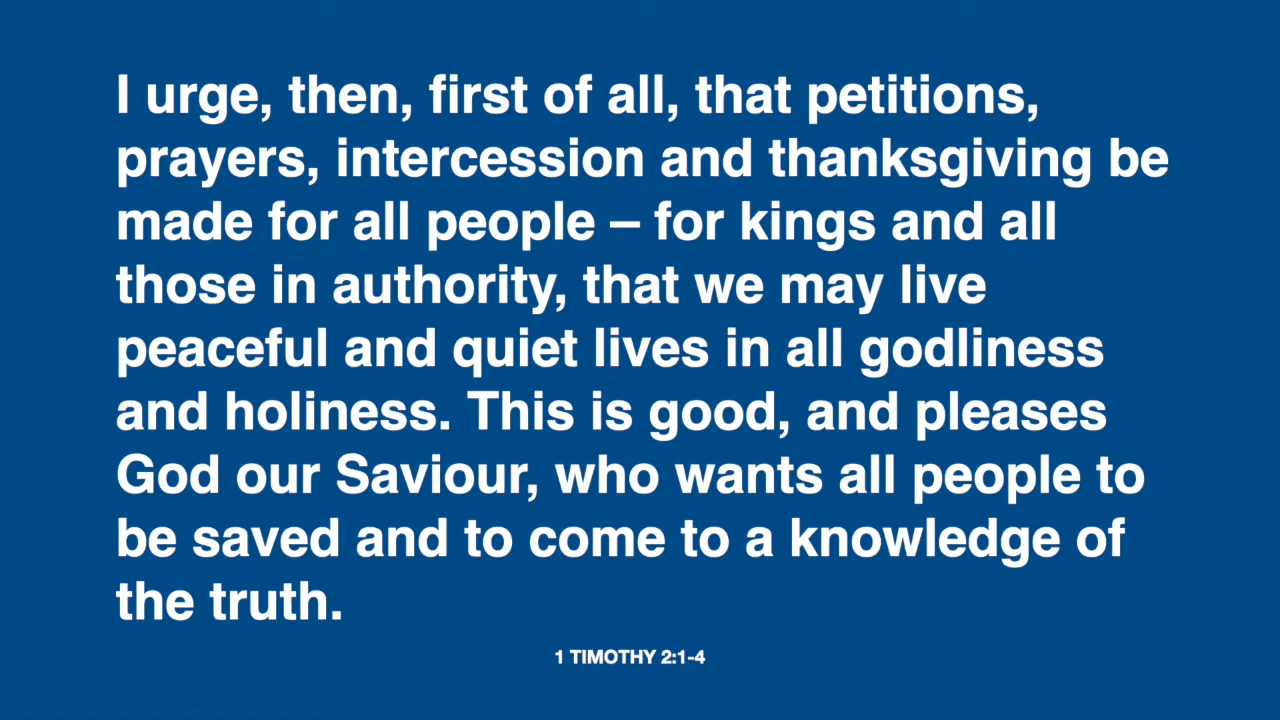 I urge, then, first of all, that petitions,
prayers, intercession and thanksgiving be
made for all people – for kings and all
those in authority, that we may live
peaceful and quiet lives in all godliness
and holiness. This is good, and pleases
God our Saviour, who wants all people to
be saved and to come to a knowledge of
the truth.
1 TIMOTHY 2:1-4